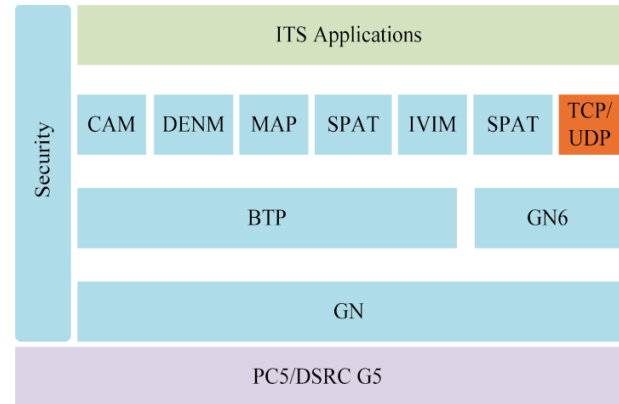 ITS Applications
Security
CAM
DENM
MAP
SPAT
IVIM
SPAT
TCP/
UDP
BTP
GN6
GN
PC5/DSRC G5